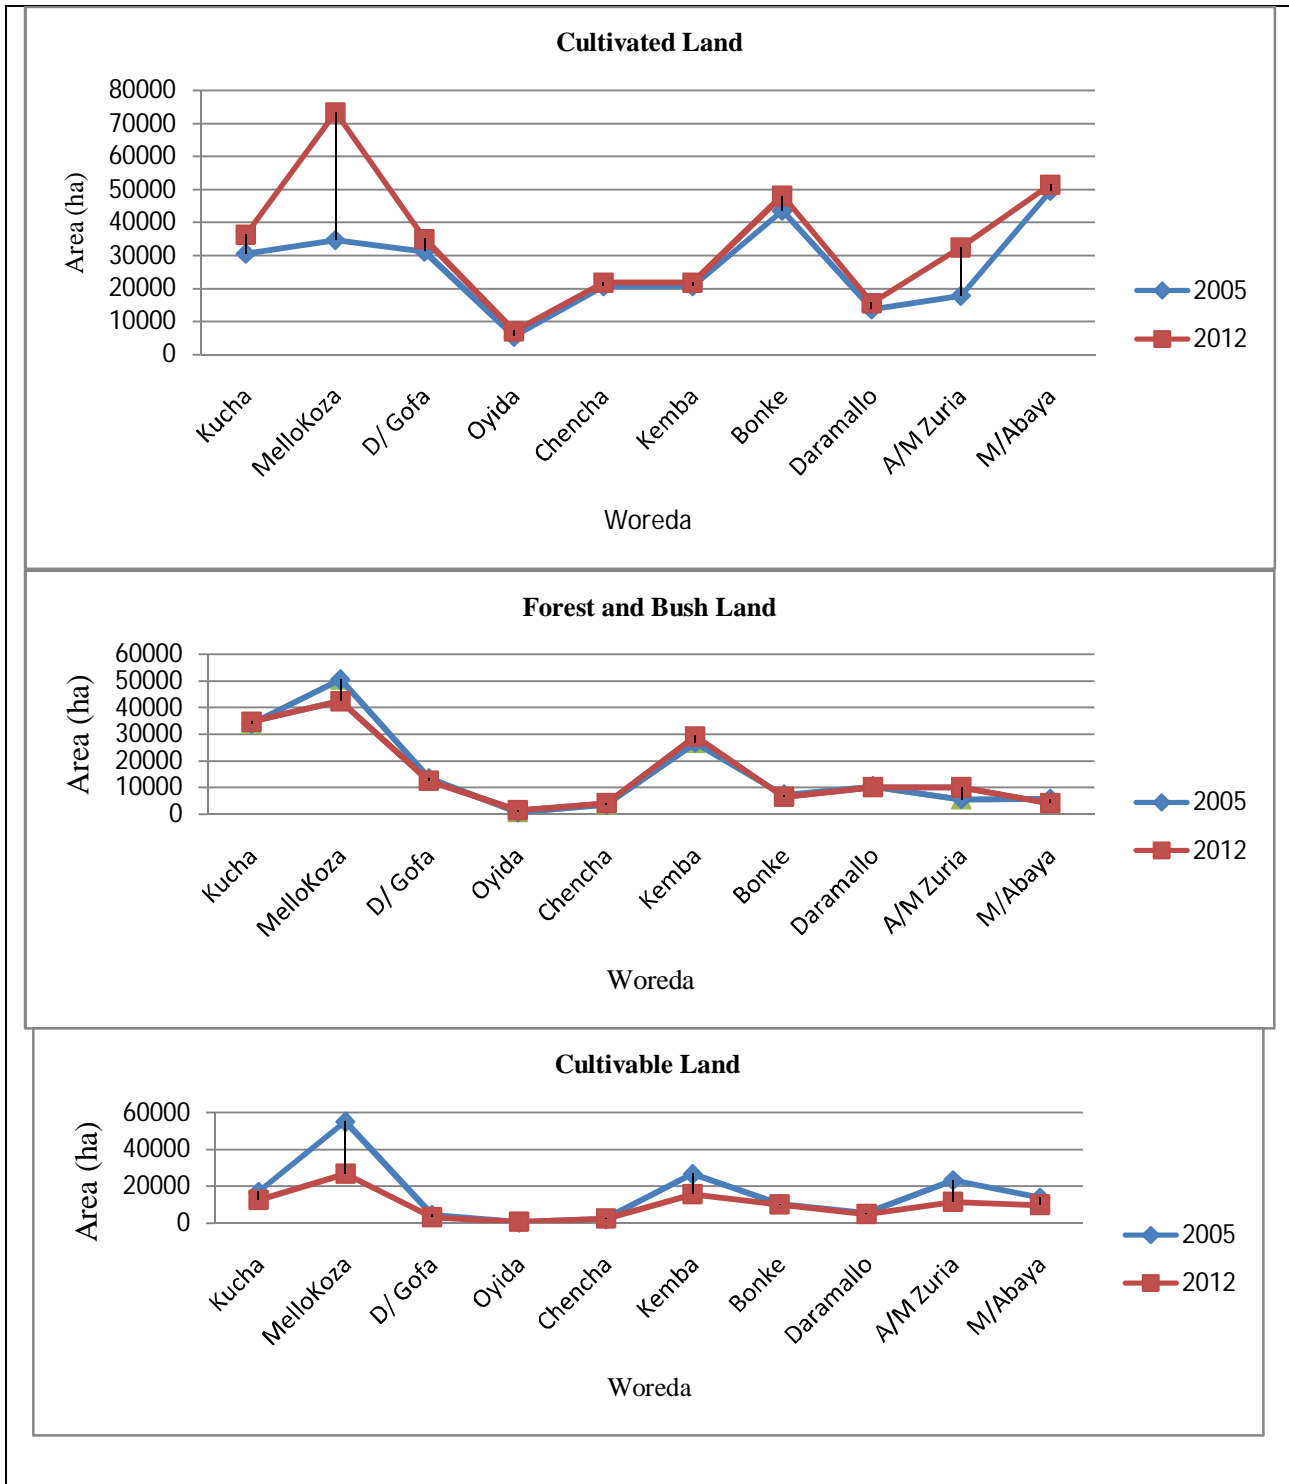 Cultivated Land
80000
70000
60000
50000
40000
30000
20000
10000
0
Area (ha)
Kucha
MelloKoza
D/ Gofa
Oyida
Chencha
Kemba
Bonke
Daramallo
A/M Zuria
M/Abaya
Woreda
2005
2012
Forest and Bush Land
60000
50000
40000
30000
20000
10000
0
Area (ha)
Kucha
MelloKoza
D/ Gofa
Oyida
Chencha
Kemba
Bonke
Daramallo
A/M Zuria
M/Abaya
Woreda
2005
2012
Cultivable Land
60000
40000
20000
0
Area (ha)
Kucha
MelloKoza
D/ Gofa
Oyida
Chencha
Kemba
Bonke
Daramallo
A/M Zuria
M/Abaya
Woreda
2005
2012